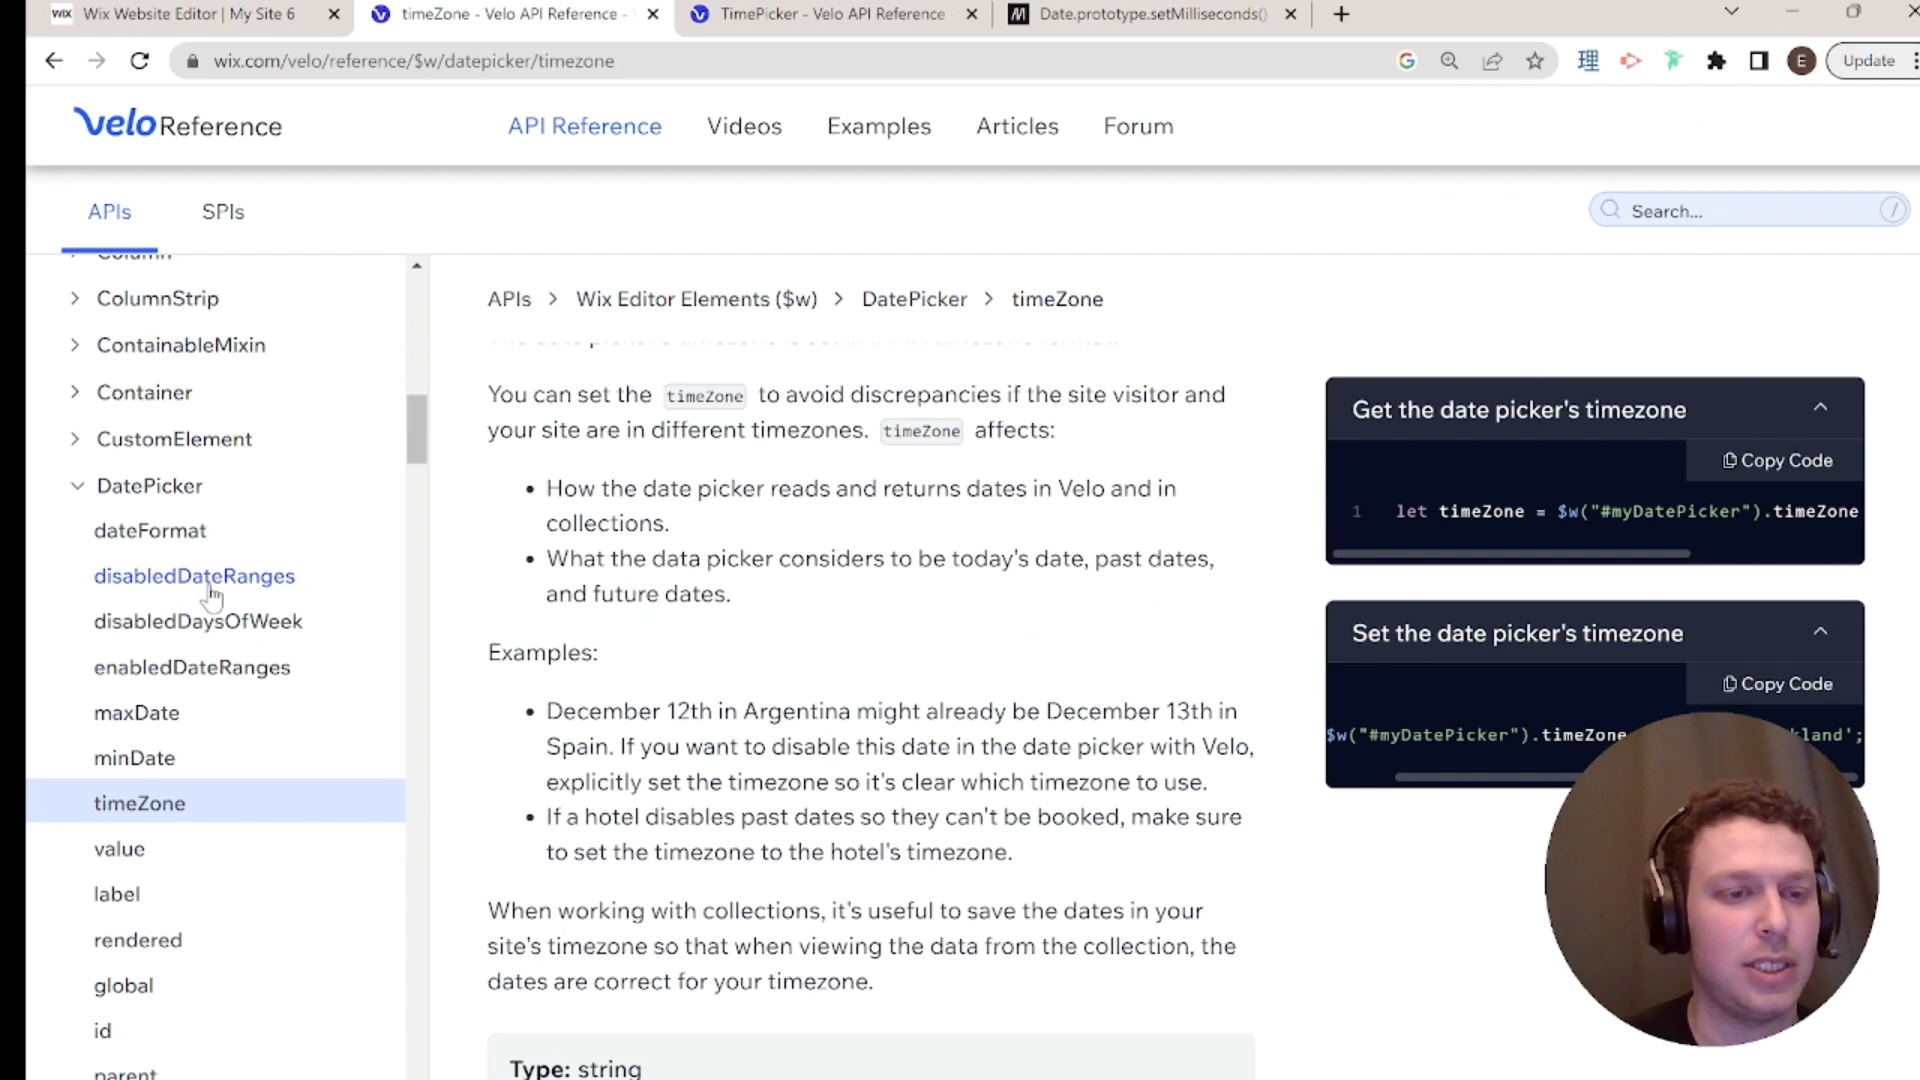 WIX Wix Website Editor | My Site 6
timeZone - Velo API Reference -
TimePicker - Velo API Reference
Date.prototype.setMilliseconds()
wix.com/velo/reference/$w/datepicker/timezone
理
E
Update
velo Reference
API Reference
Videos
Examples
Articles
Forum
APIs
SPIs
Search...
/
Column
ColumnStrip
ContainableMixin
Container
CustomElement
DatePicker
dateFormat
disabledDateRanges
disabledDaysOfWeek
enabledDateRanges
maxDate
minDate
timeZone
value
label
rendered
global
id
parent
APIs > Wix Editor Elements ($w) > DatePicker > timeZone
You can set the timeZone to avoid discrepancies if the site visitor and
your site are in different timezones. timeZone affects:
• How the date picker reads and returns dates in Velo and in
collections.
• What the data picker considers to be today's date, past dates,
and future dates.
Examples:
• December 12th in Argentina might already be December 13th in
Spain. If you want to disable this date in the date picker with Velo,
explicitly set the timezone so it's clear which timezone to use.
• If a hotel disables past dates so they can't be booked, make sure
to set the timezone to the hotel's timezone.
When working with collections, it's useful to save the dates in your
site's timezone so that when viewing the data from the collection, the
dates are correct for your timezone.
Type: string
Get the date picker's timezone
Copy Code
1 let timeZone = $w("#myDatePicker").timeZone
Set the date picker's timezone
Copy Code
$w("#myDatePicker").timeZone kland';